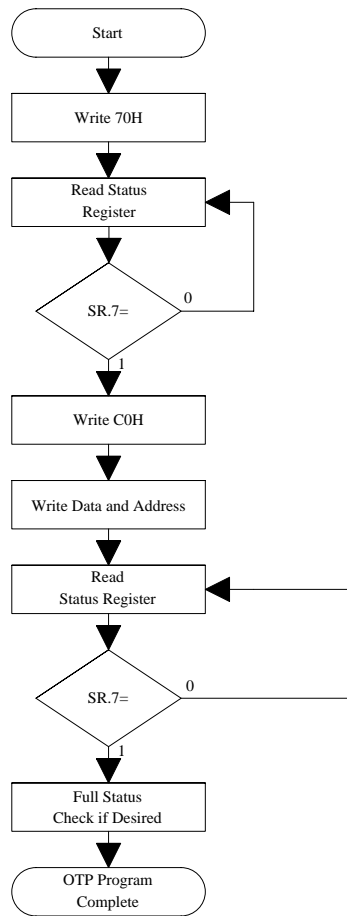 Start
Write 70H
Read Status
Register
SR.7=
0
1
Write C0H
Write Data and Address
Read
Status Register
SR.7=
0
1
Full Status
Check if Desired
OTP Program
Complete